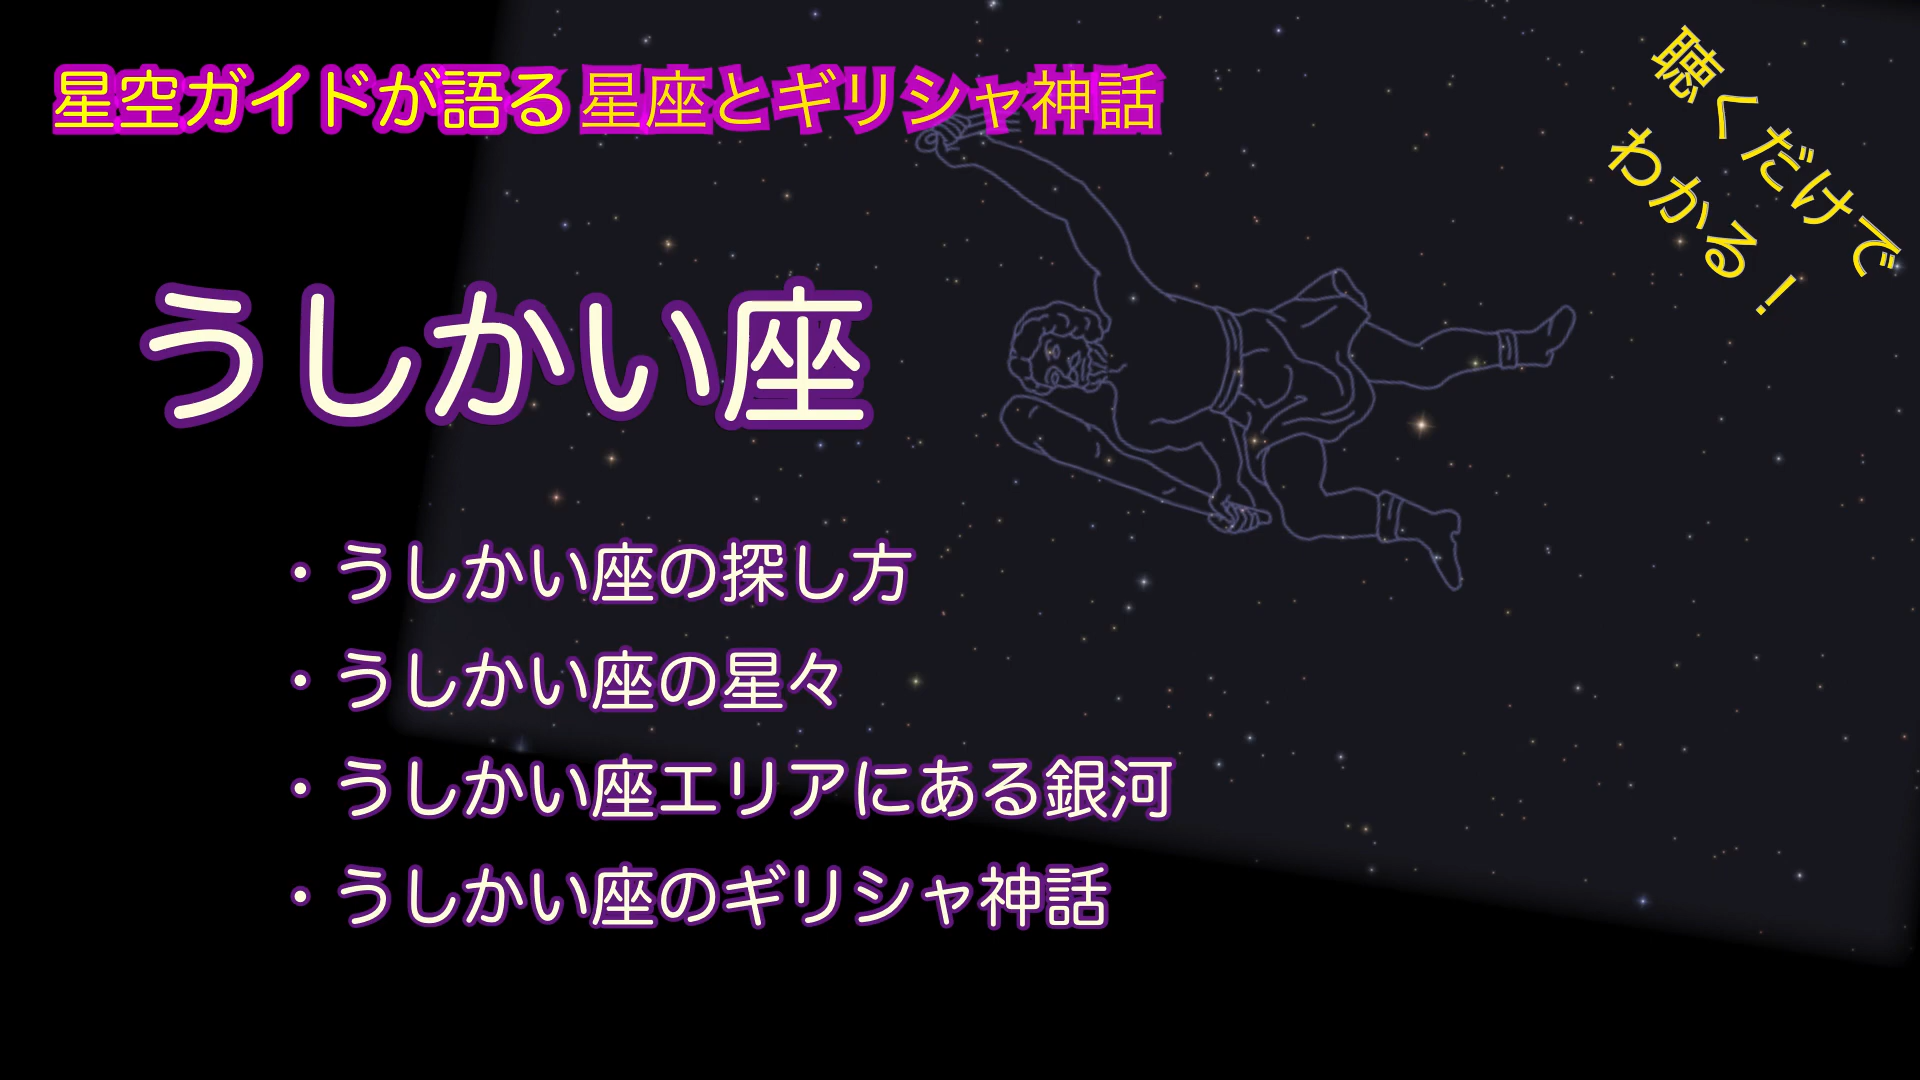 星空ガイドが語る星座とギリシャ神話
聴くだけで
わかる！
うしかい座
・うしかい座の探し方
・うしかい座の星々
・うしかい座エリアにある銀河
・うしかい座のギリシャ神話